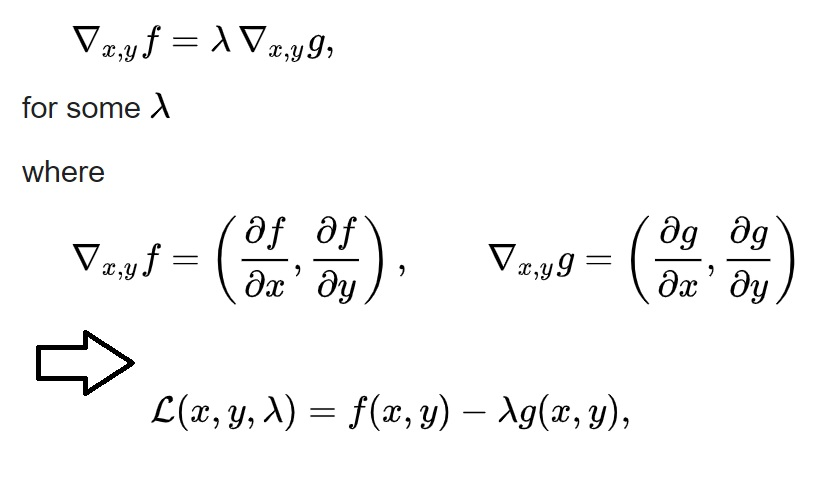 ∇x,y f = λ ∇x,y g,
for some λ
where
∇x,y f = (∂f/∂x, ∂f/∂y), ∇x,y g = (∂g/∂x, ∂g/∂y)
ℒ(x, y, λ) = f(x, y) − λg(x, y),